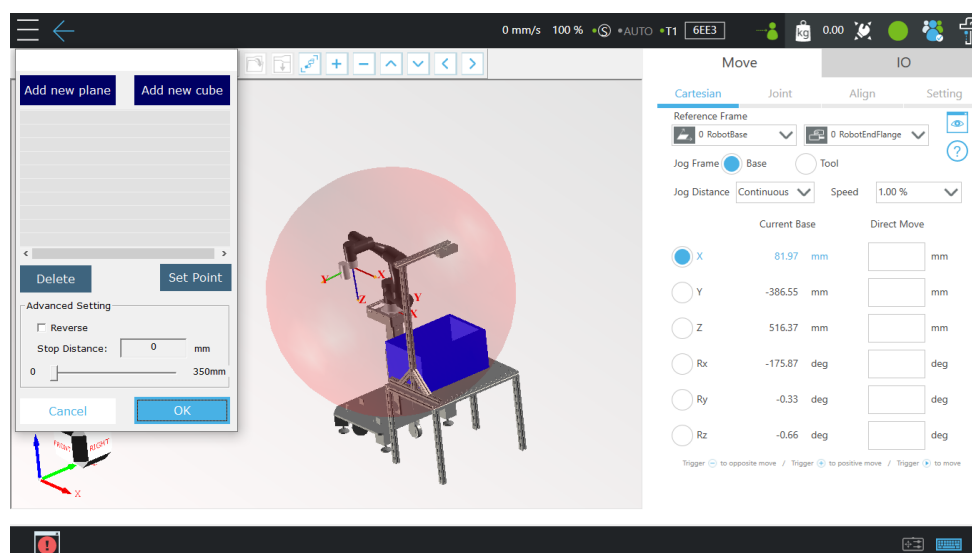 0 mm/s 100 % S AUTO T1 6EE3 kg 0.00
Add new plane Add new cube
Delete Set Point
Advanced Setting
Reverse
Stop Distance: 0 mm
0 350mm
Cancel OK
Y X
Z Y
X
FRONT RIGHT
X
Move IO
Cartesian Joint Align Setting
Reference Frame
0 RobotBase 0 RobotEndFlange
Jog Frame Base Tool
?
Jog Distance Continuous Speed 1.00 %
Current Base Direct Move
X 81.97 mm mm
Y -386.55 mm mm
Z 516.37 mm mm
Rx -175.87 deg deg
Ry -0.33 deg deg
Rz -0.66 deg deg
Trigger − to opposite move / Trigger + to positive move / Trigger to move